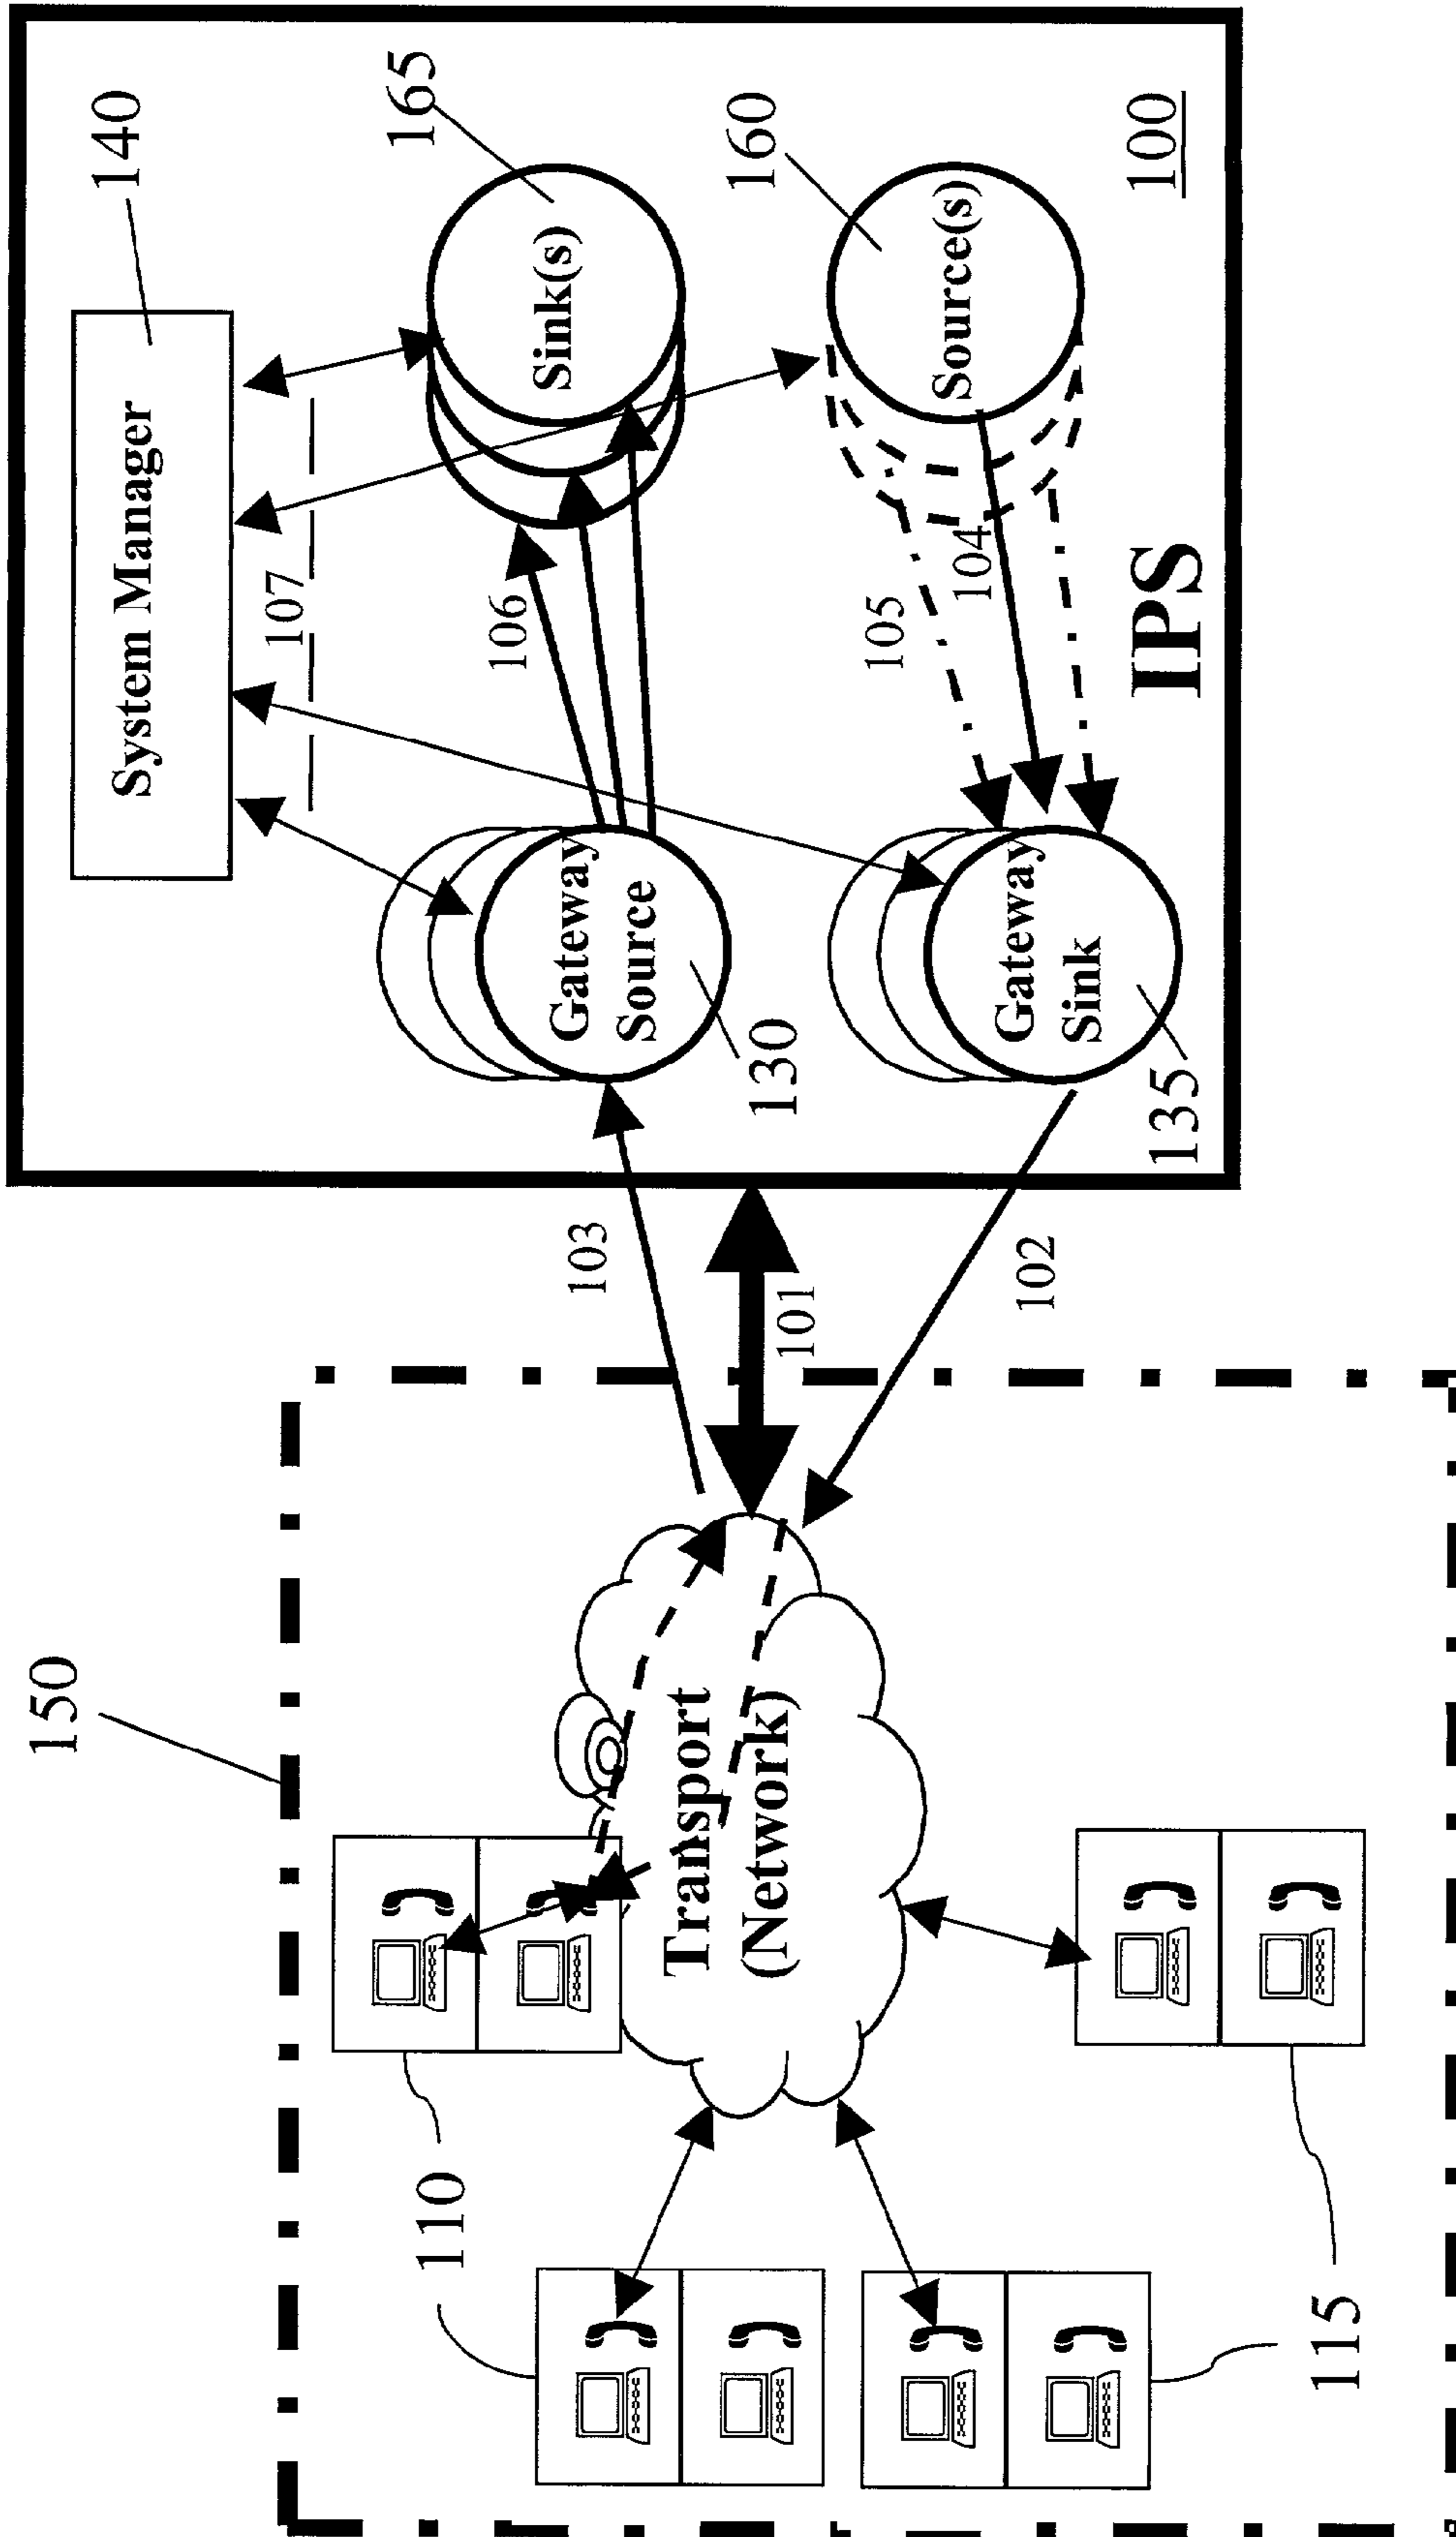 150
110
115
Transport
(Network)
103
101
102
System Manager
140
107
Gateway
Source
130
106
Sink(s)
165
Gateway
Sink
135
105
104
Source(s)
160
IPS
100